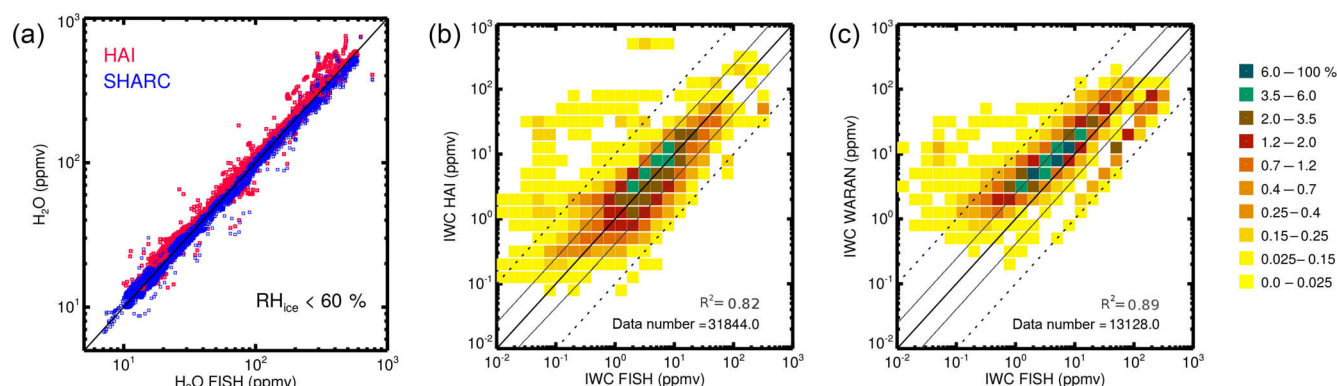 (a)
10³
10²
10¹
H₂O (ppmv)
HAI
SHARC
RH_ice < 60 %
10¹
10²
10³
H₂O FISH (ppmv)
(b)
10³
10²
10¹
10⁰
10⁻¹
10⁻²
IWC HAI (ppmv)
R²= 0.82
Data number = 31844.0
10⁻²
10⁻¹
10⁰
10¹
10²
10³
IWC FISH (ppmv)
(c)
10³
10²
10¹
10⁰
10⁻¹
10⁻²
IWC WARAN (ppmv)
R²= 0.89
Data number = 13128.0
10⁻²
10⁻¹
10⁰
10¹
10²
10³
IWC FISH (ppmv)
6.0 – 100 %
3.5 – 6.0
2.0 – 3.5
1.2 – 2.0
0.7 – 1.2
0.4 – 0.7
0.25 – 0.4
0.15 – 0.25
0.025 – 0.15
0.0 – 0.025